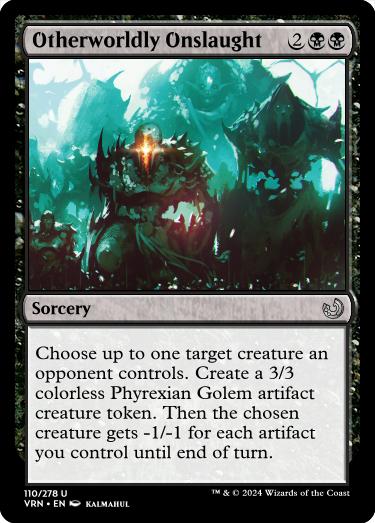 Otherworldly Onslaught 2
Sorcery
Choose up to one target creature an
opponent controls. Create a 3/3
colorless Phyrexian Golem artifact
creature token. Then the chosen
creature gets -1/-1 for each artifact
you control until end of turn.
110/278 U
VRN • EN KALMAHUL
™ & © 2024 Wizards of the Coast